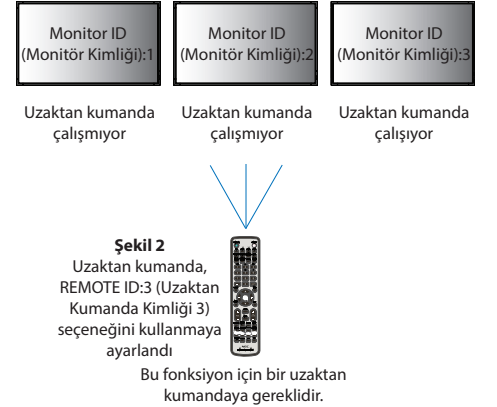 Monitor ID
(Monitör Kimliği):1
Monitor ID
(Monitör Kimliği):2
Monitor ID
(Monitör Kimliği):3
Uzaktan kumanda
çalışmıyor
Uzaktan kumanda
çalışmıyor
Uzaktan kumanda
çalışıyor
Şekil 2
Uzaktan kumanda,
REMOTE ID:3 (Uzaktan
Kumanda Kimliği 3)
seçeneğini kullanmaya
ayarlandı
Bu fonksiyon için bir uzaktan
kumandaya gereklidir.